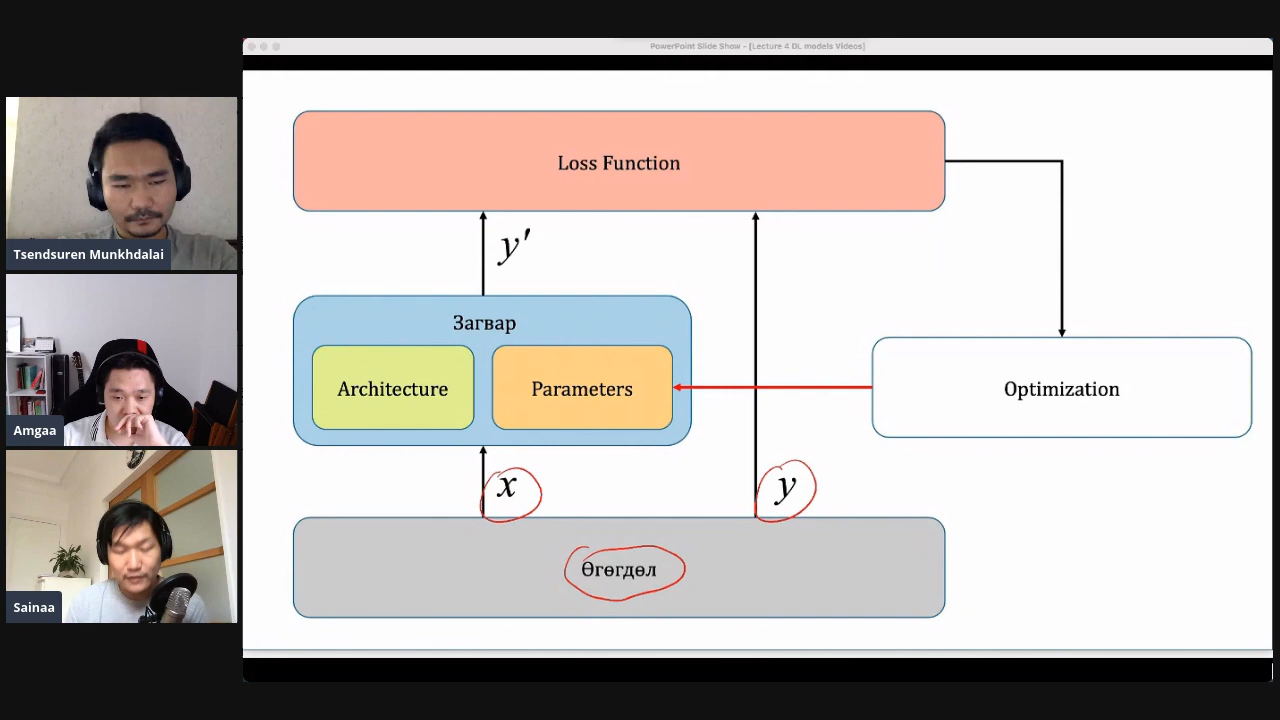 PowerPoint Slide Show - [Lecture 4 DL models Videos]
Loss Function
y′
Загвар
Architecture
Parameters
Optimization
x
y
Өгөгдөл
Tsendsuren Munkhdalai
Amgaa
Sainaa